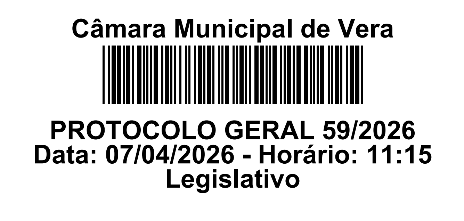 Câmara Municipal de Vera
PROTOCOLO GERAL 59/2026
Data: 07/04/2026 - Horário: 11:15
Legislativo